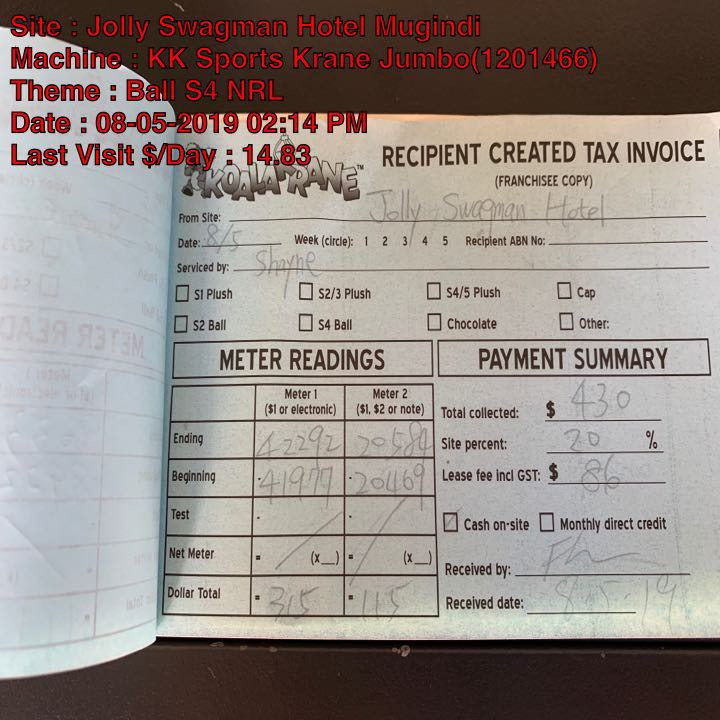 Site : Jolly Swagman Hotel Mugindi
Machine : KK Sports Krane Jumbo(1201466)
Theme : Ball S4 NRL
Date : 08-05-2019 02:14 PM
Last Visit $/Day : 14.83
KOALA KRANE™
RECIPIENT CREATED TAX INVOICE
(FRANCHISEE COPY)
From Site: Jolly Swagman Hotel
Date: 8/5 Week (circle): 1 2 3 4 5 Recipient ABN No:
Serviced by: Shayne
S1 Plush S2/3 Plush S4/5 Plush Cap
S2 Ball S4 Ball Chocolate Other:
METER READINGS PAYMENT SUMMARY
Meter 1 ($1 or electronic) Meter 2 ($1, $2 or note)
Total collected: $ 430
Ending 42292 20584
Site percent: 20 %
Beginning - 41977 - 20469
Lease fee incl GST: $ 86
Test - -
Cash on-site Monthly direct credit
Net Meter = (x__) = (x__)
Received by:
Dollar Total = 315 = 115
Received date: 8-5-19